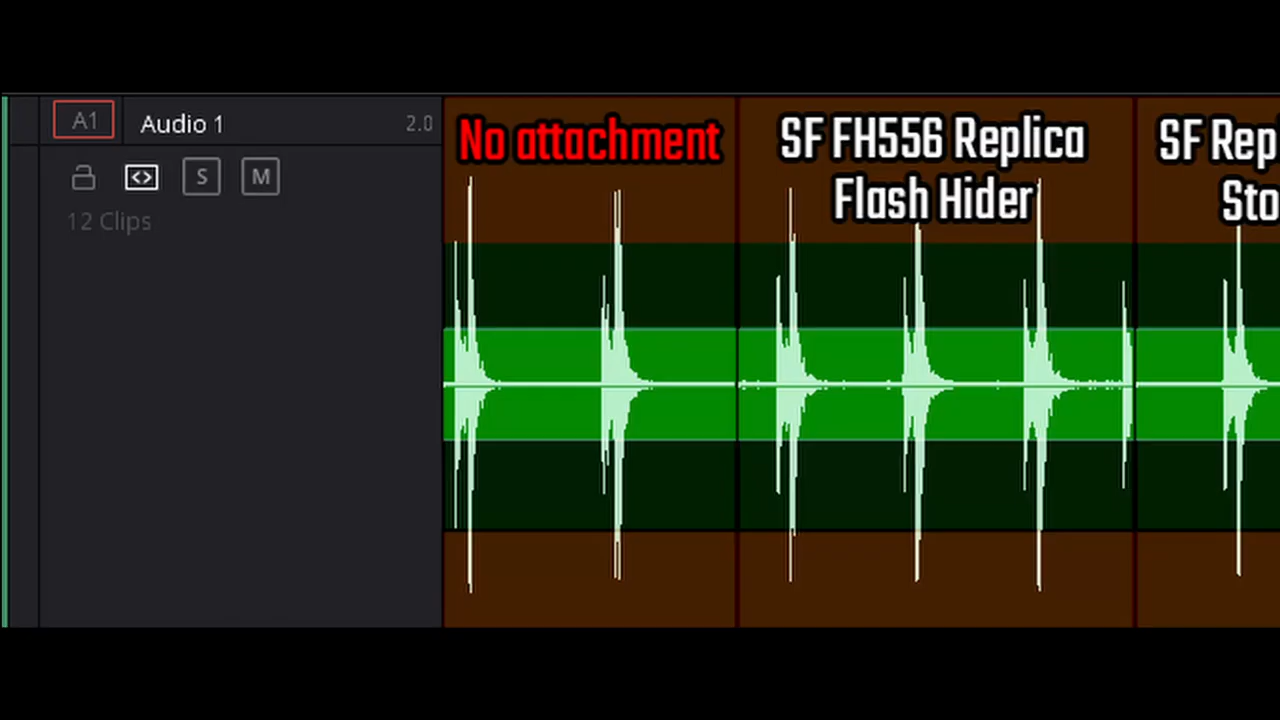 A1
Audio 1
2.0
S
M
12 Clips
No attachment
SF FH556 Replica
Flash Hider
SF Rep
Sto